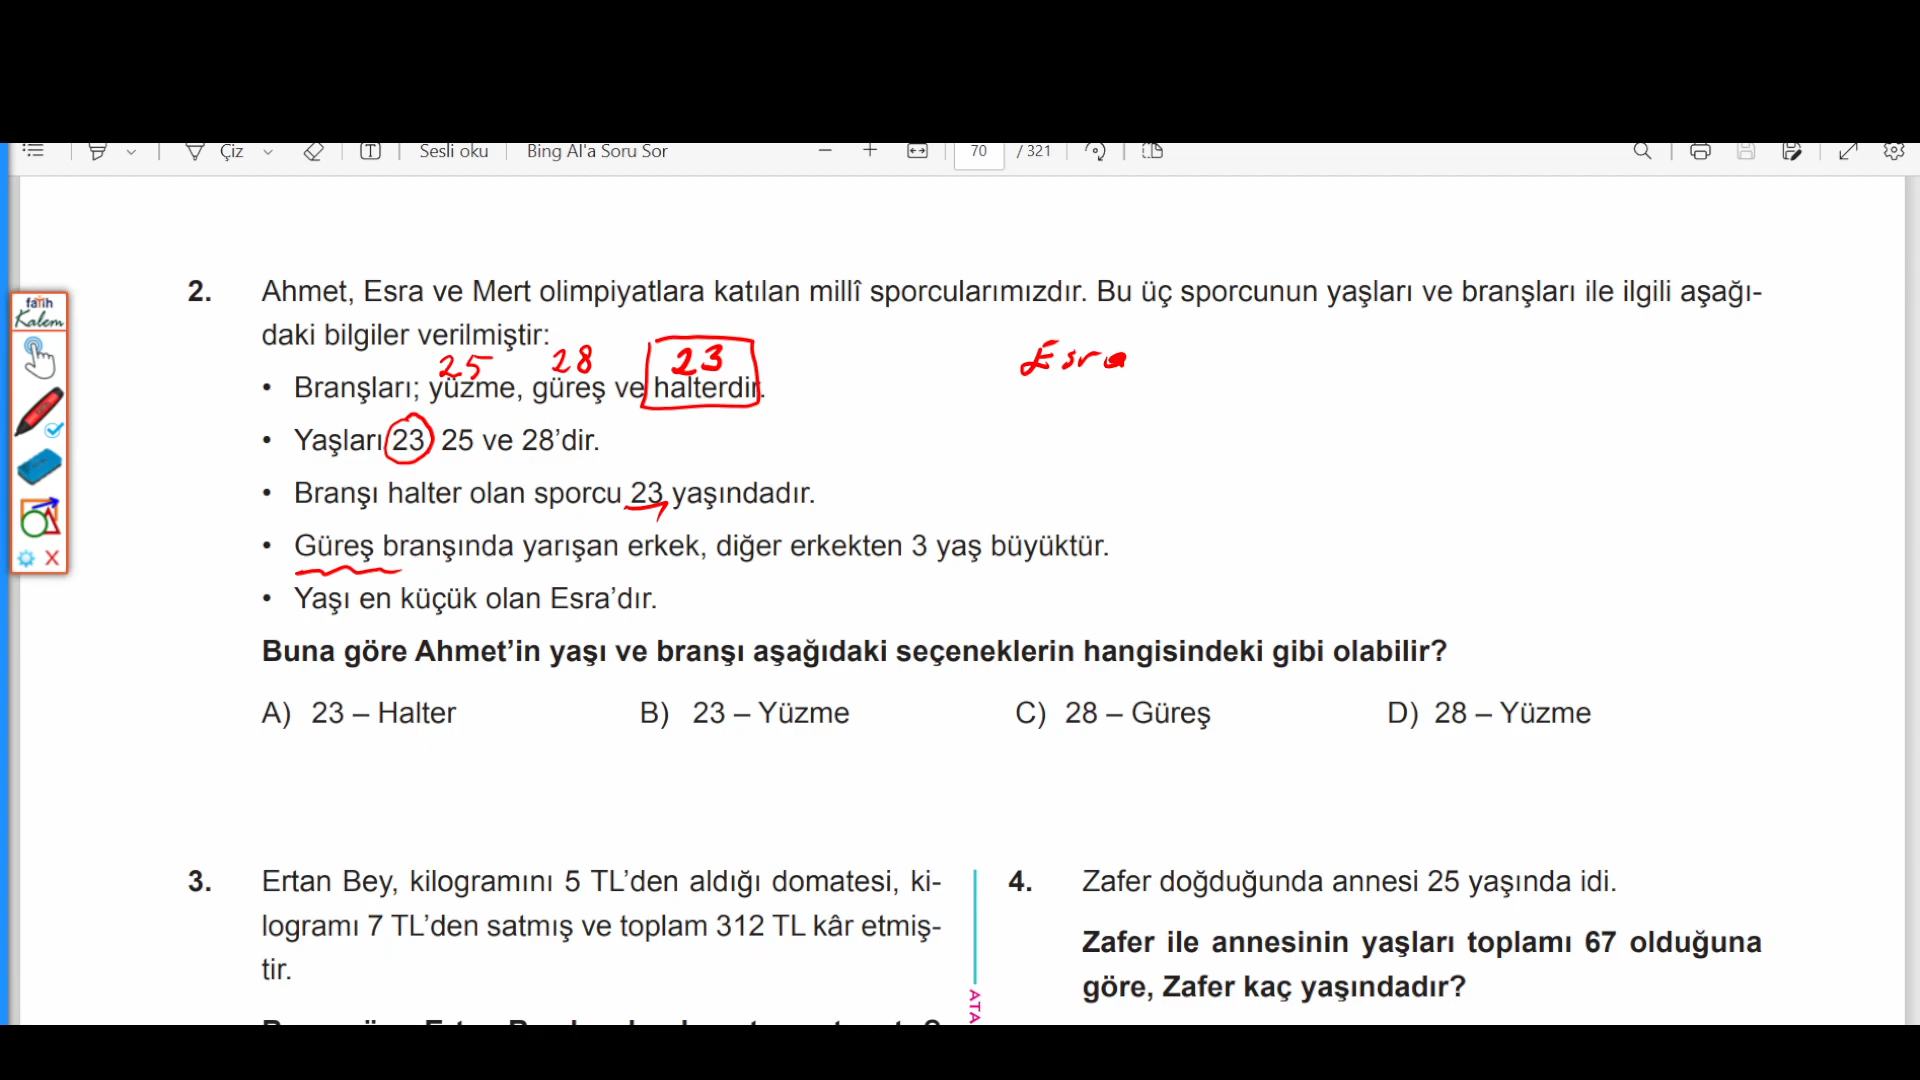 Çiz
Sesli oku
Bing AI'a Soru Sor
70
/ 321
fatih
Kalem
2. Ahmet, Esra ve Mert olimpiyatlara katılan millî sporcularımızdır. Bu üç sporcunun yaşları ve branşları ile ilgili aşağı-
daki bilgiler verilmiştir:
25 28 23 Esra
• Branşları; yüzme, güreş ve halterdir.
• Yaşları 23 25 ve 28’dir.
• Branşı halter olan sporcu 23 yaşındadır.
• Güreş branşında yarışan erkek, diğer erkekten 3 yaş büyüktür.
• Yaşı en küçük olan Esra’dır.
Buna göre Ahmet’in yaşı ve branşı aşağıdaki seçeneklerin hangisindeki gibi olabilir?
A) 23 – Halter B) 23 – Yüzme C) 28 – Güreş D) 28 – Yüzme
3. Ertan Bey, kilogramını 5 TL’den aldığı domatesi, ki-
logramı 7 TL’den satmış ve toplam 312 TL kâr etmiş-
tir.
4. Zafer doğduğunda annesi 25 yaşında idi.
Zafer ile annesinin yaşları toplamı 67 olduğuna
göre, Zafer kaç yaşındadır?
ATA